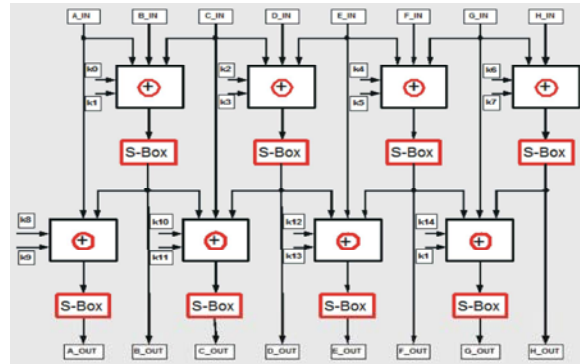 A_IN B_IN C_IN D_IN E_IN F_IN G_IN H_IN
k0 k2 k4 k6
+ + + +
k1 k3 k5 k7
S-Box S-Box S-Box S-Box
k8 k10 k12 k14
+ + + +
k9 k11 k13 k1
S-Box S-Box S-Box S-Box
A_OUT B_OUT C_OUT D_OUT E_OUT F_OUT G_OUT H_OUT